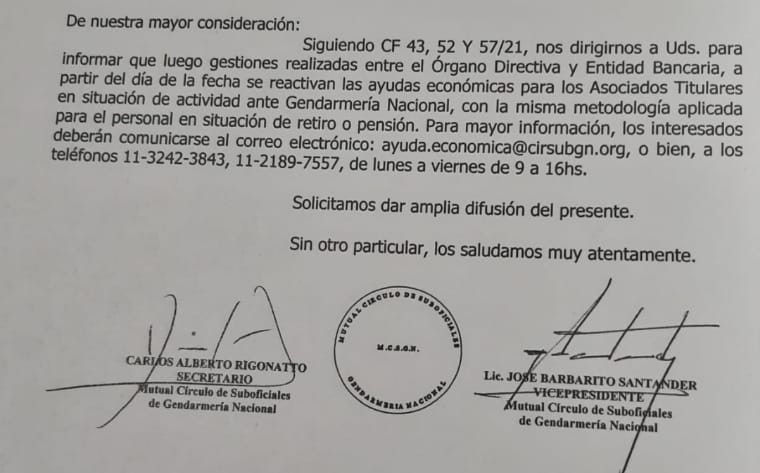 De nuestra mayor consideración:
Siguiendo CF 43, 52 Y 57/21, nos dirigirnos a Uds. para
informar que luego gestiones realizadas entre el Órgano Directiva y Entidad Bancaria, a
partir del día de la fecha se reactivan las ayudas económicas para los Asociados Titulares
en situación de actividad ante Gendarmería Nacional, con la misma metodología aplicada
para el personal en situación de retiro o pensión. Para mayor información, los interesados
deberán comunicarse al correo electrónico: ayuda.economica@cirsubgn.org, o bien, a los
teléfonos 11-3242-3843, 11-2189-7557, de lunes a viernes de 9 a 16hs.
Solicitamos dar amplia difusión del presente.
Sin otro particular, los saludamos muy atentamente.
CARLOS ALBERTO RIGONATTO
SECRETARIO
Mutual Círculo de Suboficiales
de Gendarmería Nacional
MUTUAL CIRCULO DE SUBOFICIALES
M.C.S.G.N.
GENDARMERIA NACIONAL
Lic. JOSE BARBARITO SANTANDER
VICEPRESIDENTE
Mutual Círculo de Suboficiales
de Gendarmería Nacional